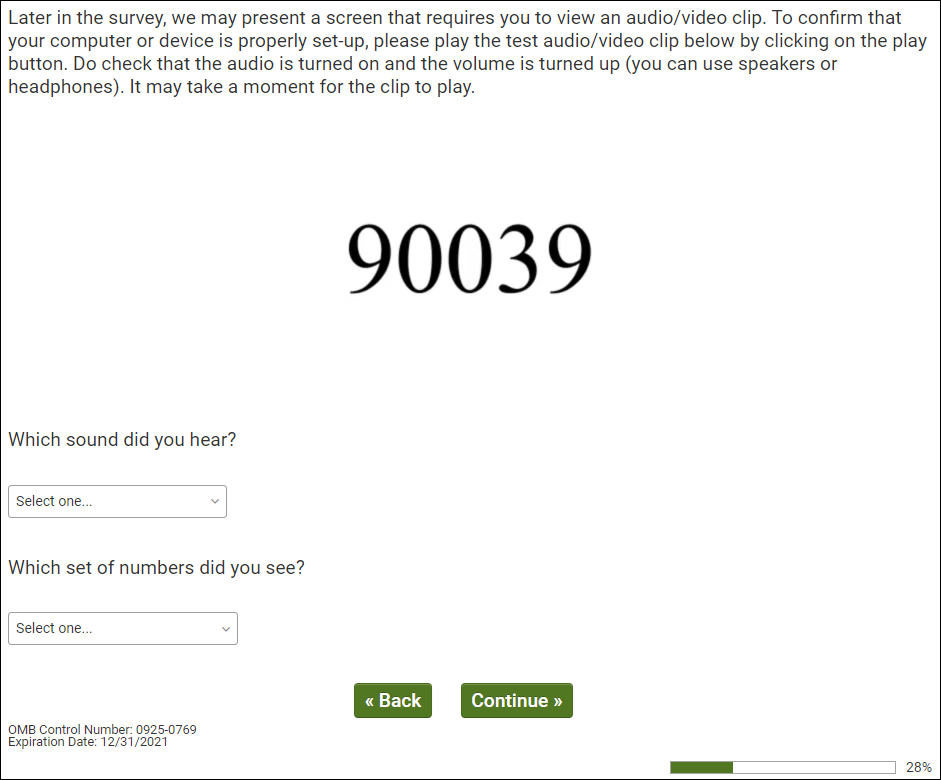 Later in the survey, we may present a screen that requires you to view an audio/video clip. To confirm that
your computer or device is properly set-up, please play the test audio/video clip below by clicking on the play
button. Do check that the audio is turned on and the volume is turned up (you can use speakers or
headphones). It may take a moment for the clip to play.
90039
Which sound did you hear?
Select one...
Which set of numbers did you see?
Select one...
« Back
Continue »
OMB Control Number: 0925-0769
Expiration Date: 12/31/2021
28%